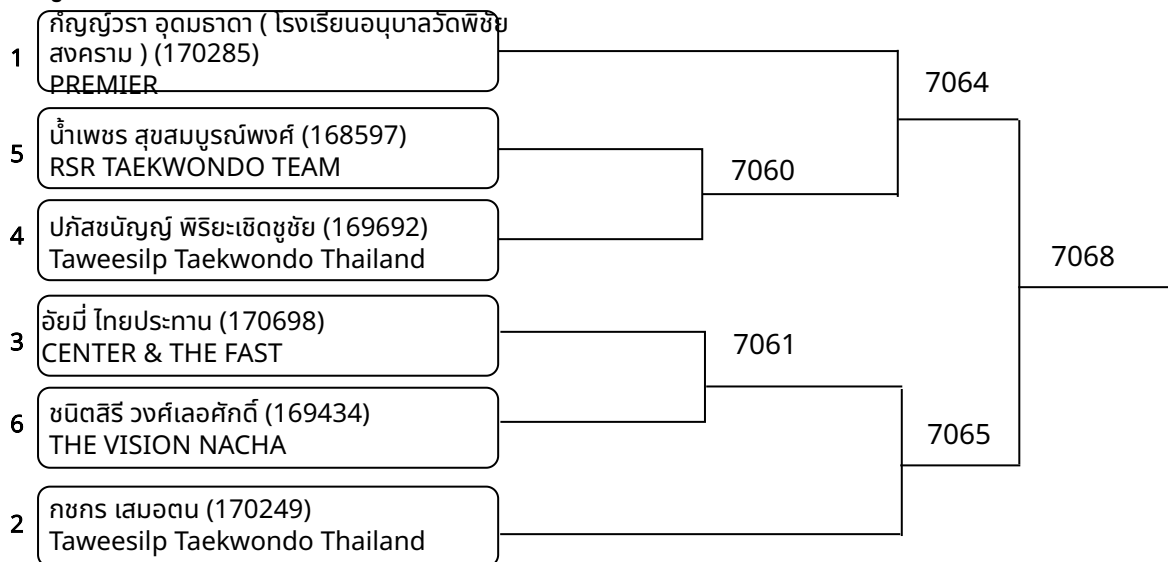 1
กัญญ์วรา อุดมธาดา ( โรงเรียนอนุบาลวัดพิชัย
สงคราม ) (170285)
PREMIER
7064
5
น้ำเพชร สุขสมบูรณ์พงศ์ (168597)
RSR TAEKWONDO TEAM
7060
4
ปภัสชนัญญ์ พิริยะเชิดชูชัย (169692)
Taweesilp Taekwondo Thailand
7068
3
อัยมี่ ไทยประทาน (170698)
CENTER & THE FAST
7061
6
ชนิตสิรี วงศ์เลอศักดิ์ (169434)
THE VISION NACHA
7065
2
กชกร เสมอตน (170249)
Taweesilp Taekwondo Thailand